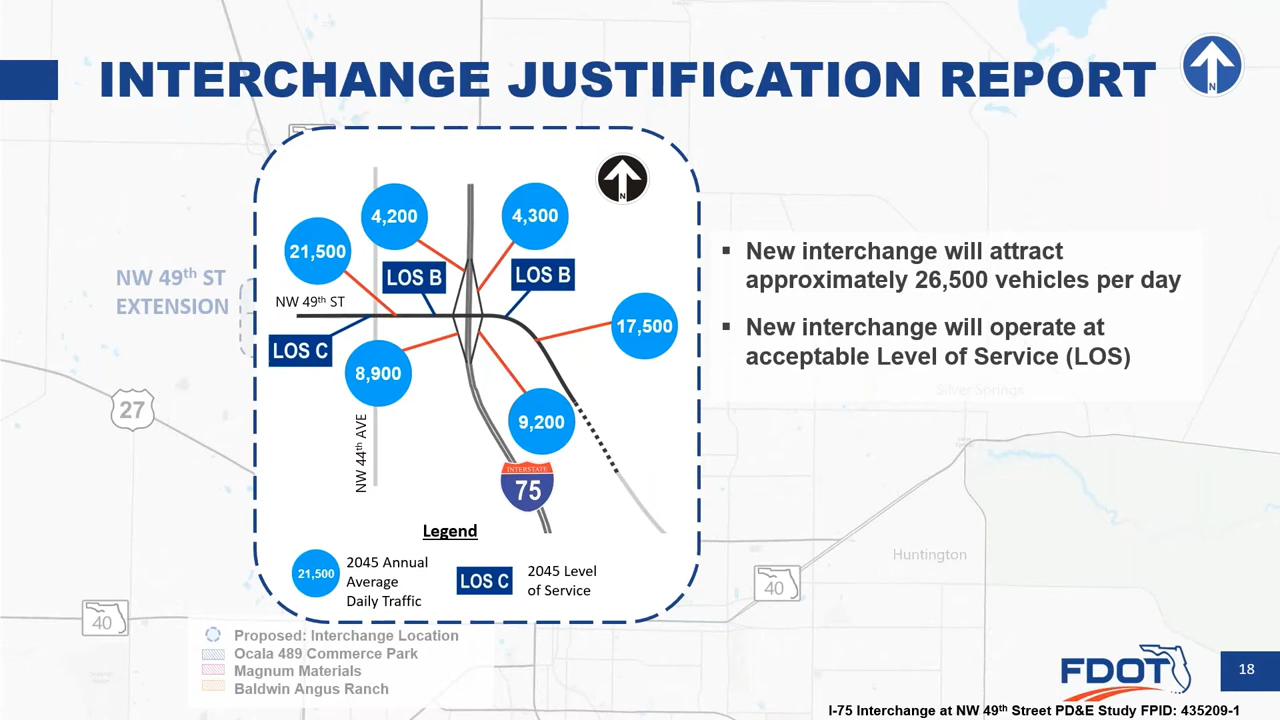 INTERCHANGE JUSTIFICATION REPORT
N
N
4,200
4,300
21,500
LOS B
LOS B
NW 49th ST
EXTENSION
NW 49th ST
17,500
LOS C
8,900
9,200
NW 44th AVE
INTERSTATE
75
▪ New interchange will attract
approximately 26,500 vehicles per day
▪ New interchange will operate at
acceptable Level of Service (LOS)
Silver Springs
27
Huntington
40
40
Legend
21,500
2045 Annual
Average
Daily Traffic
LOS C
2045 Level
of Service
Proposed: Interchange Location
Ocala 489 Commerce Park
Magnum Materials
Baldwin Angus Ranch
FDOT
18
I-75 Interchange at NW 49th Street PD&E Study FPID: 435209-1